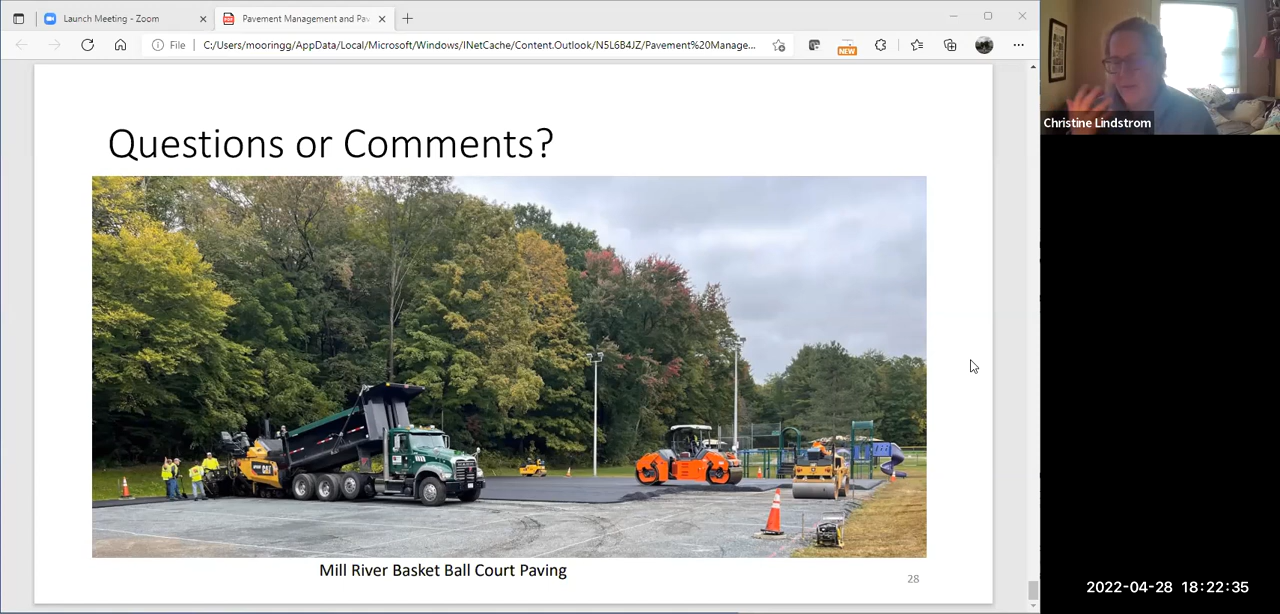 Launch Meeting - Zoom
Pavement Management and Pav
File
C:/Users/mooringg/AppData/Local/Microsoft/Windows/INetCache/Content.Outlook/N5L6B4JZ/Pavement%20Manage...
NEW
Christine Lindstrom
Questions or Comments?
Mill River Basket Ball Court Paving
28
2022-04-28 18:22:35